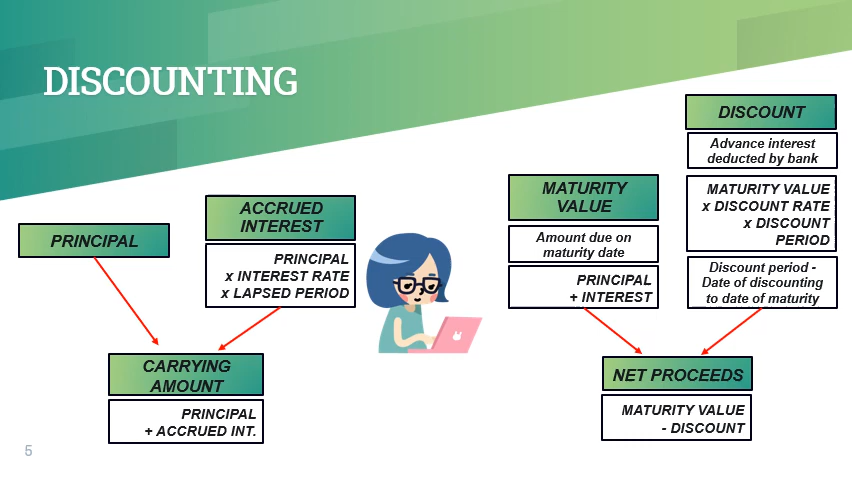 DISCOUNTING
PRINCIPAL
ACCRUED
INTEREST
PRINCIPAL
x INTEREST RATE
x LAPSED PERIOD
CARRYING
AMOUNT
PRINCIPAL
+ ACCRUED INT.
MATURITY
VALUE
Amount due on
maturity date
PRINCIPAL
+ INTEREST
DISCOUNT
Advance interest
deducted by bank
MATURITY VALUE
x DISCOUNT RATE
x DISCOUNT
PERIOD
Discount period -
Date of discounting
to date of maturity
NET PROCEEDS
MATURITY VALUE
- DISCOUNT
5